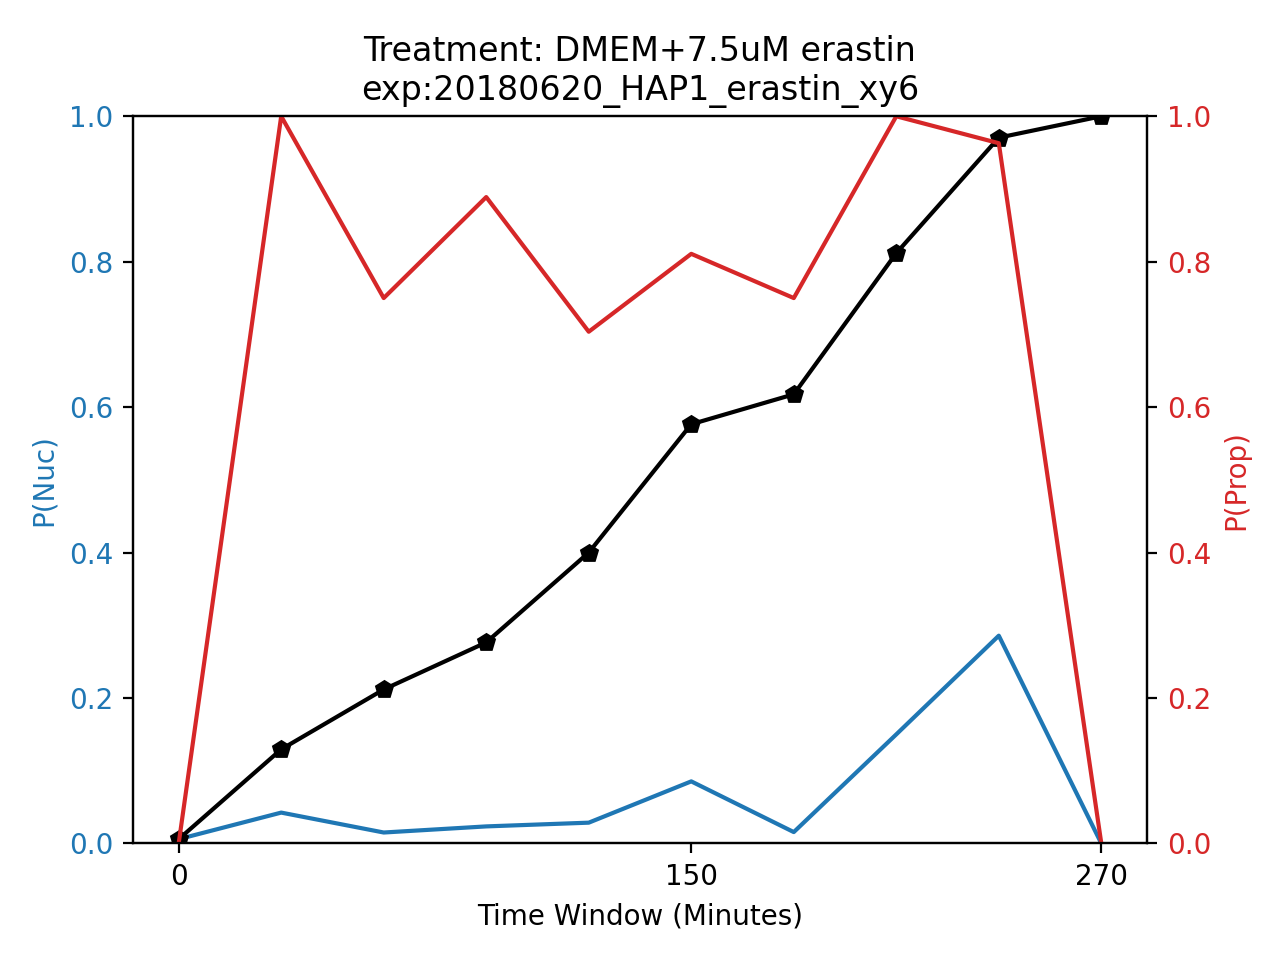 Treatment: DMEM+7.5uM erastin
exp:20180620_HAP1_erastin_xy6
1.0
0.8
0.6
0.4
0.2
0.0
P(Nuc)
1.0
0.8
0.6
0.4
0.2
0.0
P(Prop)
0 150 270
Time Window (Minutes)